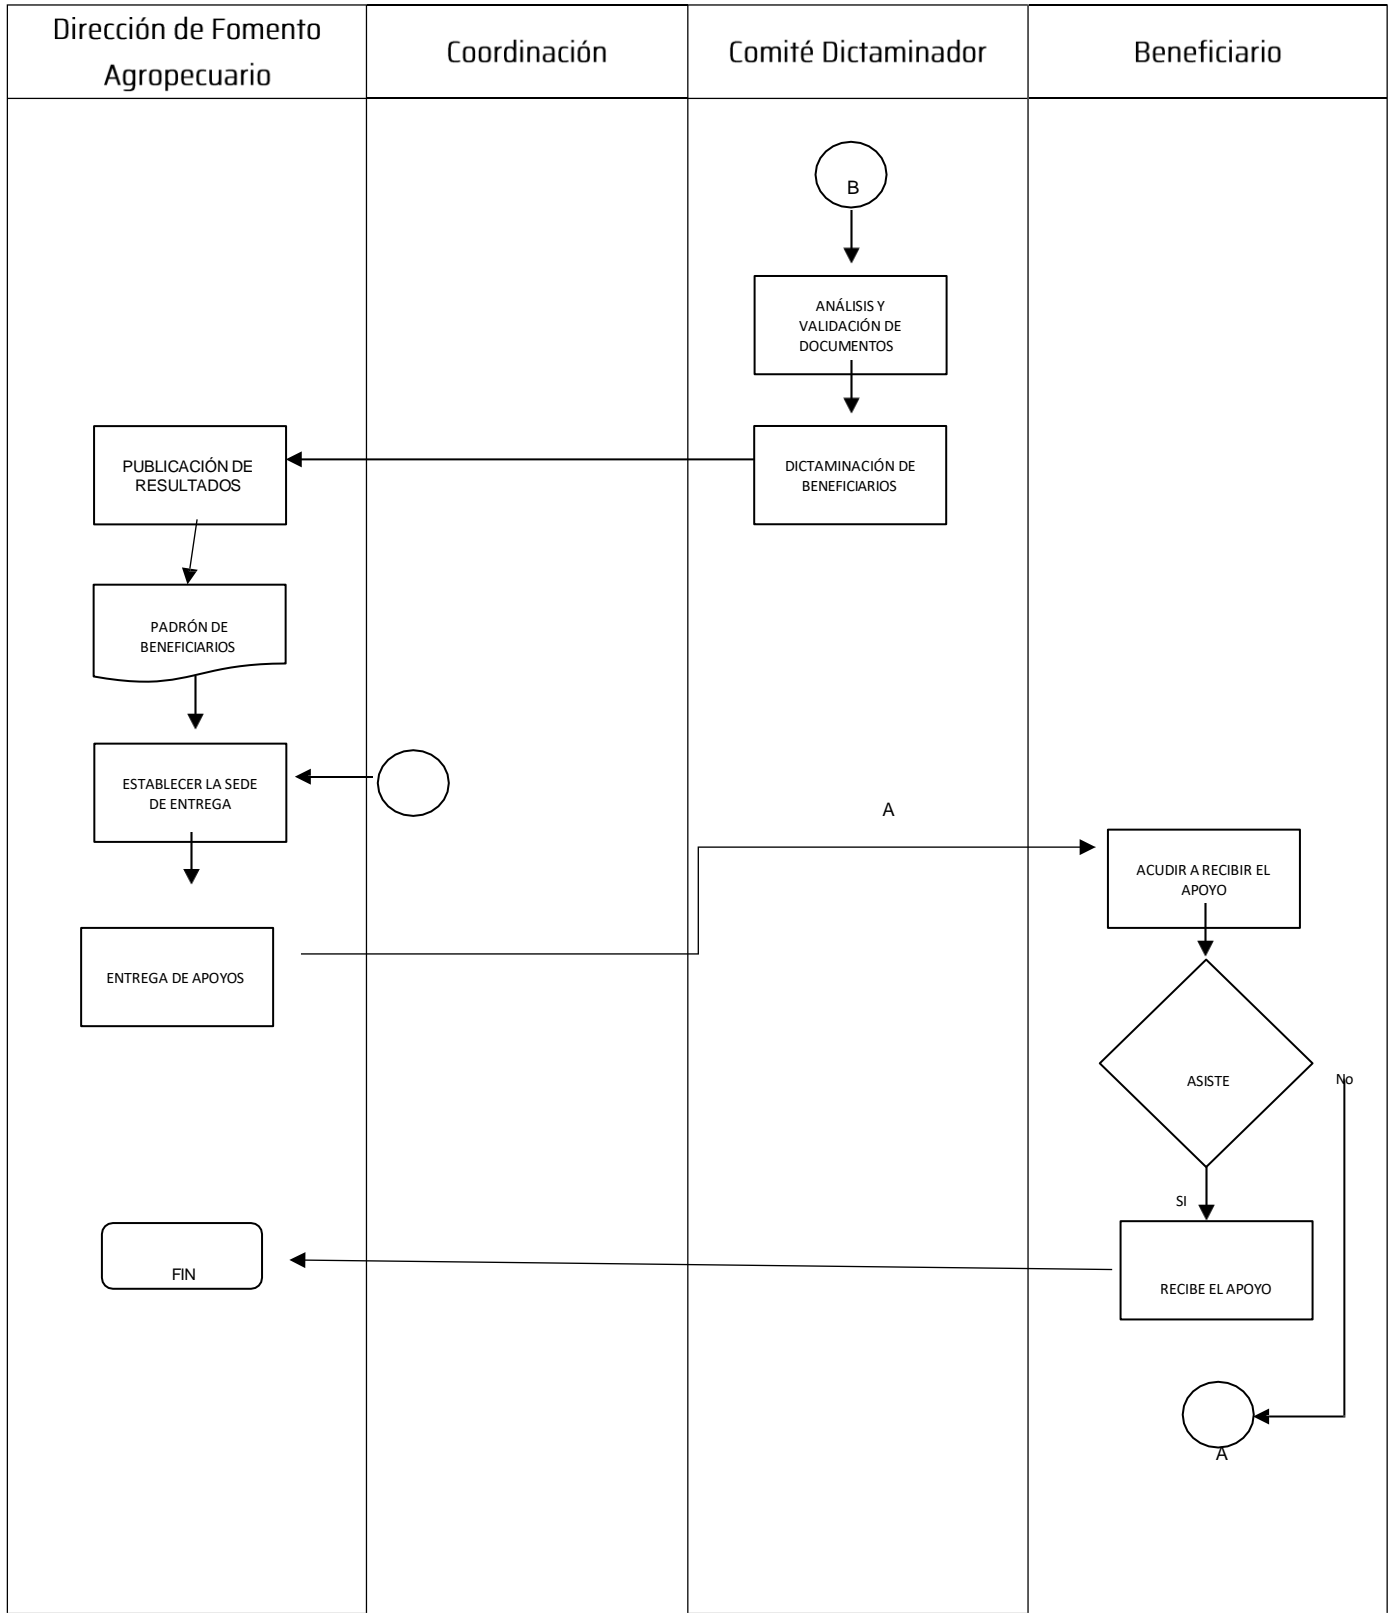 Dirección de Fomento
Agropecuario
Coordinación
Comité Dictaminador
Beneficiario
B
ANÁLISIS Y
VALIDACIÓN DE
DOCUMENTOS
PUBLICACIÓN DE
RESULTADOS
DICTAMINACIÓN DE
BENEFICIARIOS
PADRÓN DE
BENEFICIARIOS
ESTABLECER LA SEDE
DE ENTREGA
A
ACUDIR A RECIBIR EL
APOYO
ENTREGA DE APOYOS
ASISTE
No
SI
FIN
RECIBE EL APOYO
A